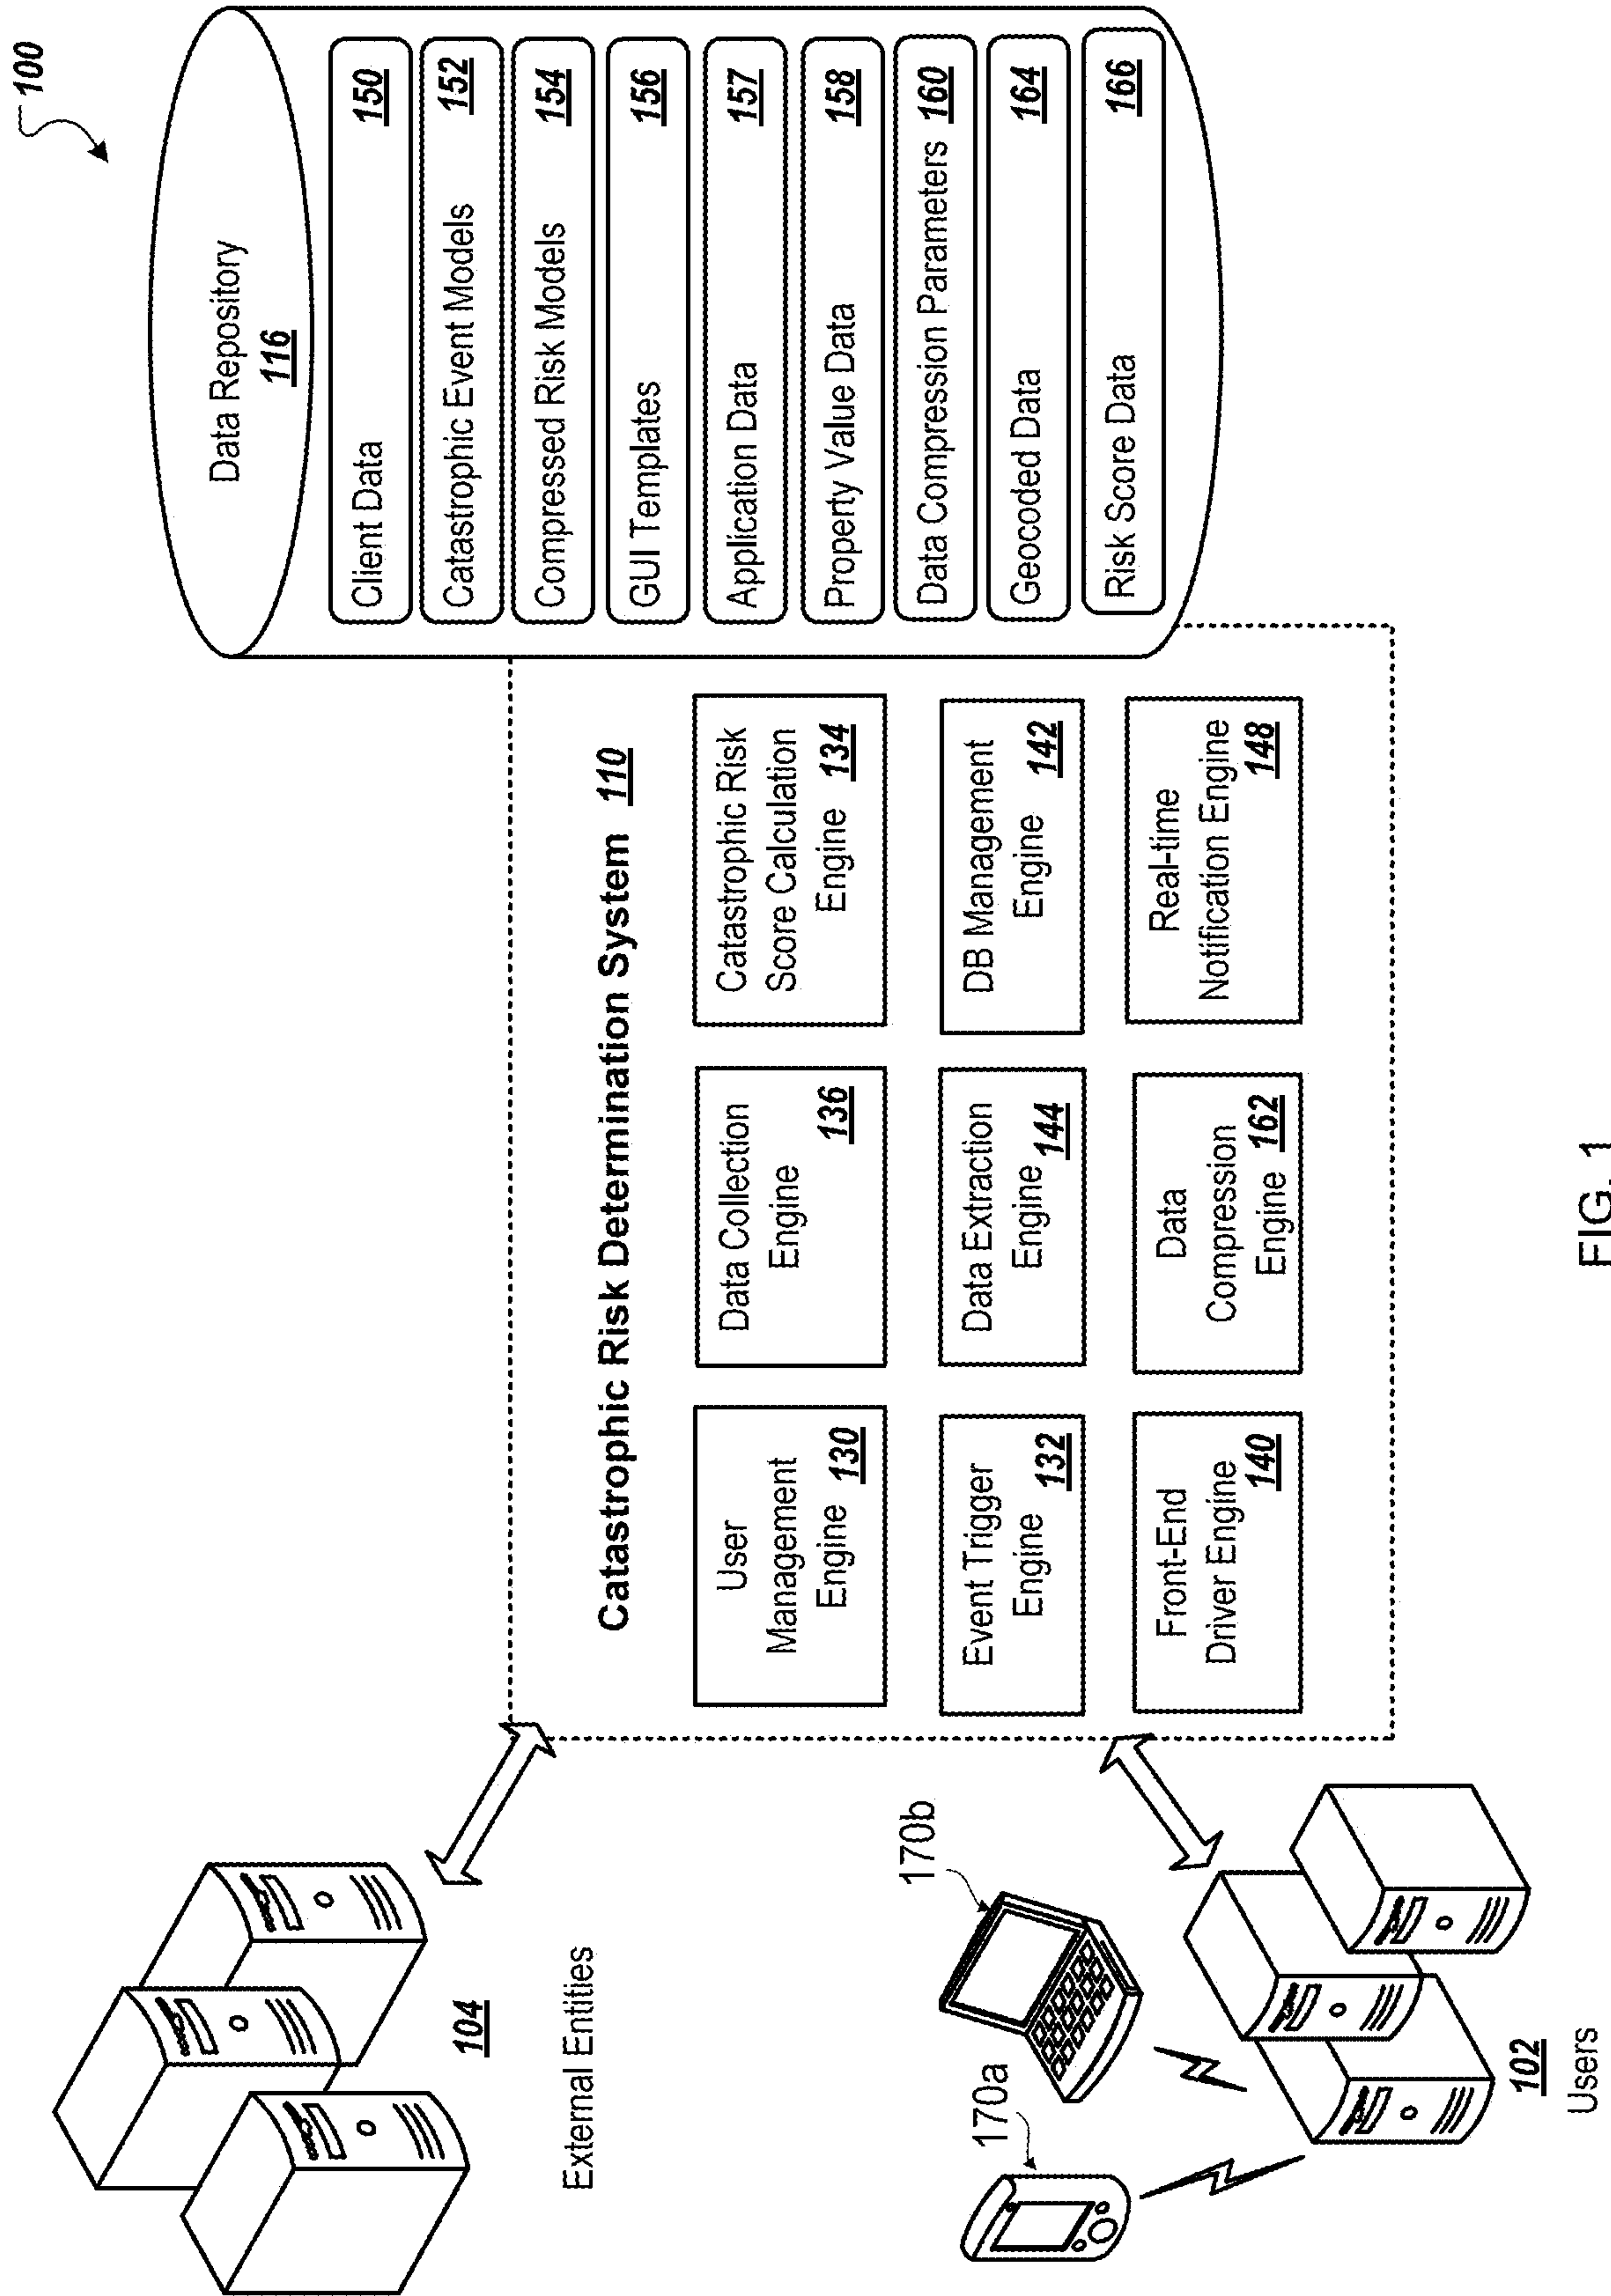 100
Data Repository
116
Client Data 150
Catastrophic Event Models 152
Compressed Risk Models 154
GUI Templates 156
Application Data 157
Property Value Data 158
Data Compression Parameters 160
Geocoded Data 164
Risk Score Data 166
Catastrophic Risk Determination System 110
User
Management
Engine 130
Data Collection
Engine 136
Catastrophic Risk
Score Calculation
Engine 134
Event Trigger
Engine 132
Data Extraction
Engine 144
DB Management
Engine 142
Front-End
Driver Engine
140
Data
Compression
Engine 162
Real-time
Notification Engine
148
104
External Entities
170a
170b
102
Users
FIG. 1